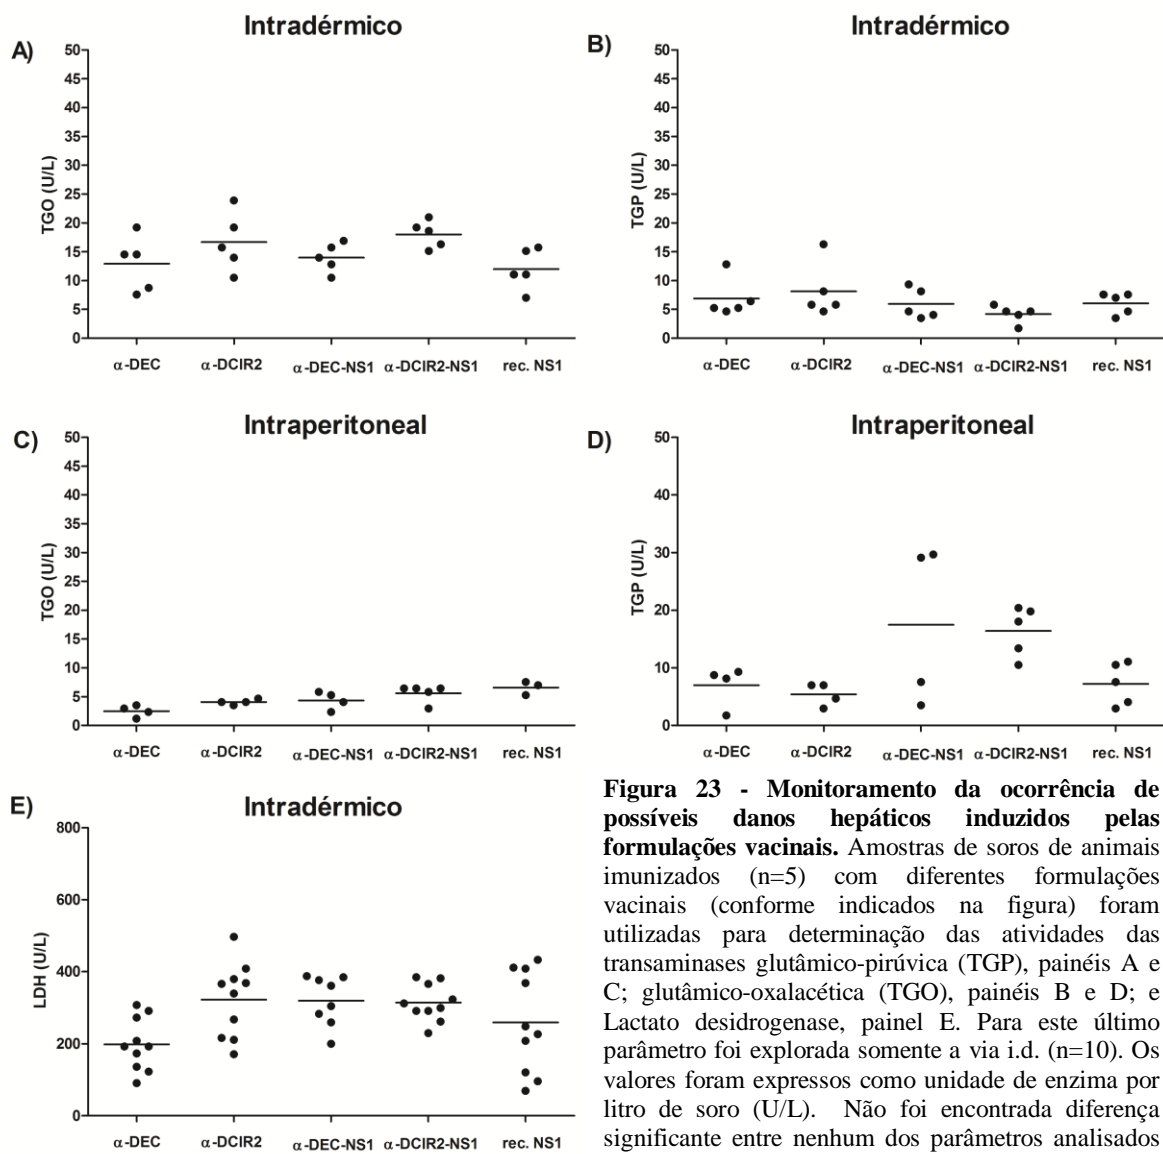 A)
Intradérmico
TGO (U/L)
50
45
40
35
30
25
20
15
10
5
0
α-DEC
α-DCIR2
α-DEC-NS1
α-DCIR2-NS1
rec. NS1
B)
Intradérmico
TGP (U/L)
50
45
40
35
30
25
20
15
10
5
0
α-DEC
α-DCIR2
α-DEC-NS1
α-DCIR2-NS1
rec. NS1
C)
Intraperitoneal
TGO (U/L)
50
45
40
35
30
25
20
15
10
5
0
α-DEC
α-DCIR2
α-DEC-NS1
α-DCIR2-NS1
rec. NS1
D)
Intraperitoneal
TGP (U/L)
50
40
30
20
10
0
α-DEC
α-DCIR2
α-DEC-NS1
α-DCIR2-NS1
rec. NS1
E)
Intradérmico
LDH (U/L)
800
600
400
200
0
α-DEC
α-DCIR2
α-DEC-NS1
α-DCIR2-NS1
rec. NS1
Figura 23 - Monitoramento da ocorrência de
possíveis danos hepáticos induzidos pelas
formulações vacinais. Amostras de soros de animais
imunizados (n=5) com diferentes formulações
vacinais (conforme indicados na figura) foram
utilizadas para determinação das atividades das
transaminases glutâmico-pirúvica (TGP), painéis A e
C; glutâmico-oxalacética (TGO), painéis B e D; e
Lactato desidrogenase, painel E. Para este último
parâmetro foi explorada somente a via i.d. (n=10). Os
valores foram expressos como unidade de enzima por
litro de soro (U/L). Não foi encontrada diferença
significante entre nenhum dos parâmetros analisados